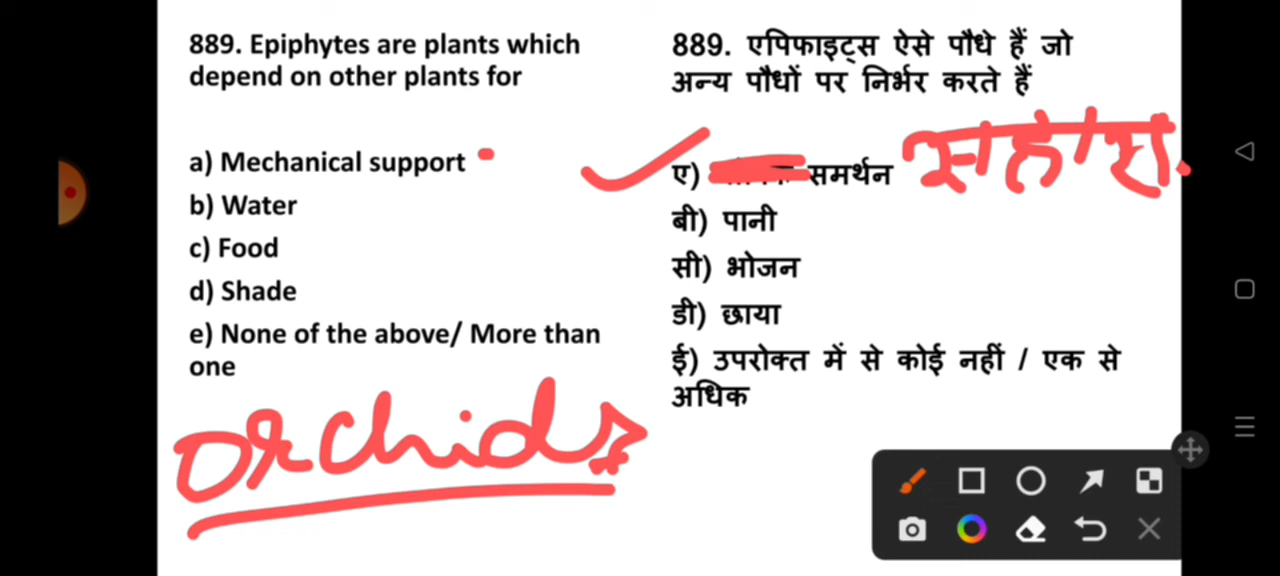 889. Epiphytes are plants which
depend on other plants for
a) Mechanical support
b) Water
c) Food
d) Shade
e) None of the above/ More than
one
orchids
889. एपिफाइट्स ऐसे पौधे हैं जो
अन्य पौधों पर निर्भर करते हैं
ए) समर्थन सहारा.
बी) पानी
सी) भोजन
डी) छाया
ई) उपरोक्त में से कोई नहीं / एक से
अधिक